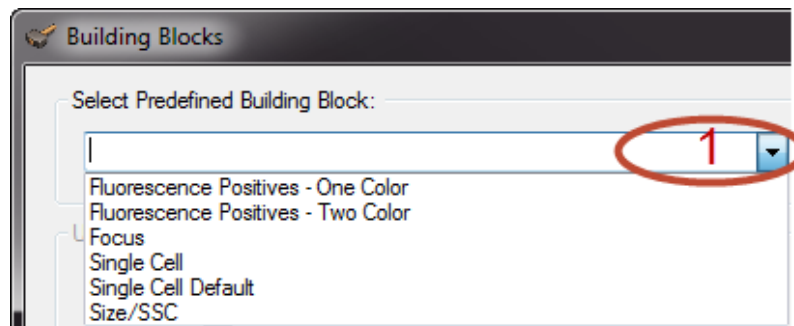 Building Blocks
Select Predefined Building Block:
1
Fluorescence Positives - One Color
Fluorescence Positives - Two Color
Focus
Single Cell
Single Cell Default
Size/SSC